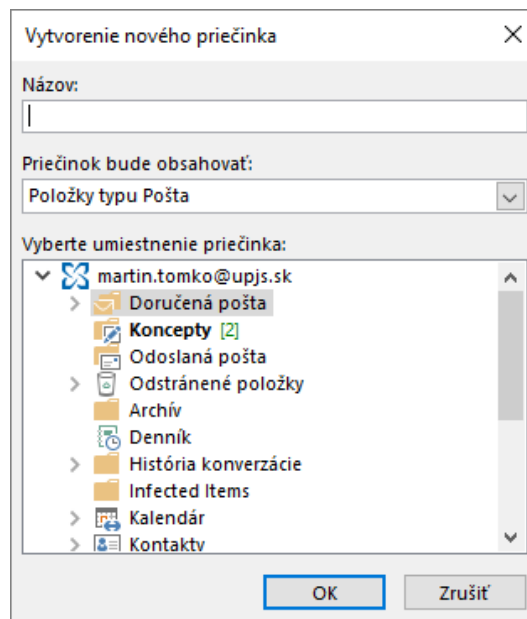 Vytvorenie nového priečinka
Názov:
Priečinok bude obsahovať:
Položky typu Pošta
Vyberte umiestnenie priečinka:
martin.tomko@upjs.sk
Doručená pošta
Koncepty [2]
Odoslaná pošta
Odstránené položky
Archív
Denník
História konverzácie
Infected Items
Kalendár
Kontakty
OK Zrušiť